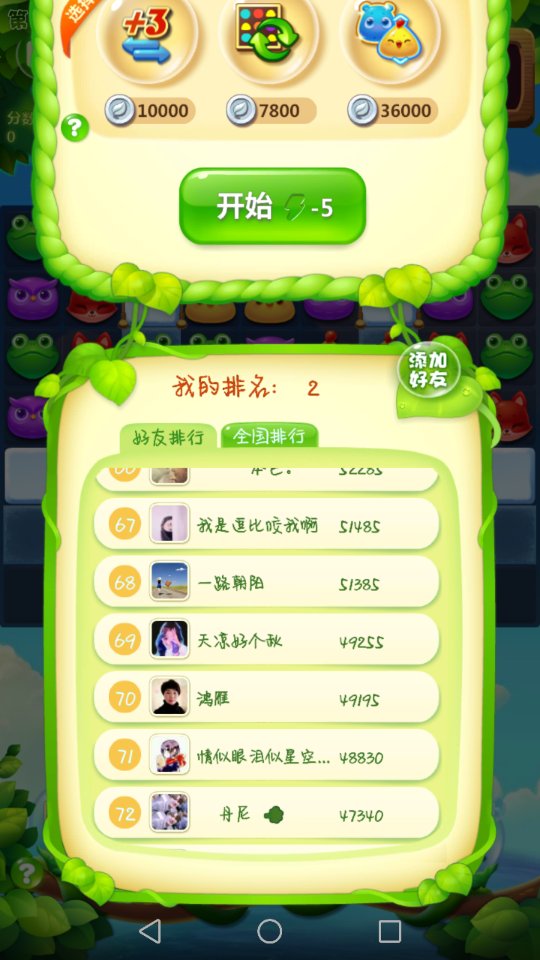 第
选择
+3
10000
7800
36000
分数
0
?
开始 -5
添加
好友
我的排名: 2
好友排行
全国排行
52285
67 我是逗比咬我啊 51485
68 一路朝阳 51385
69 天凉好个秋 49255
70 鸿雁 49195
71 情似眼泪似星空... 48830
72 丹尼 47340
?